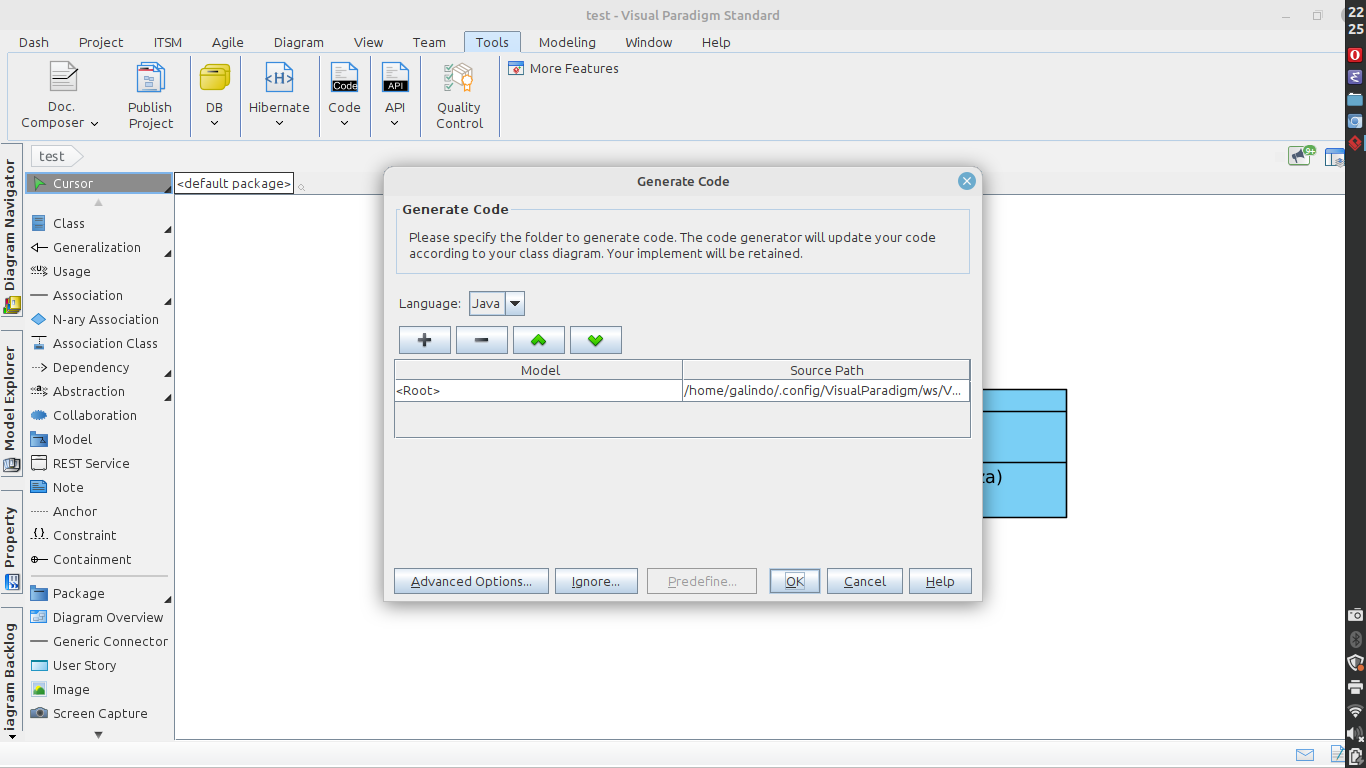 test - Visual Paradigm Standard
22
25
Dash Project ITSM Agile Diagram View Team Tools Modeling Window Help
Doc.
Composer
Publish
Project
DB
<H>
Hibernate
Code
Code
API
API
Quality
Control
More Features
test
9+
Diagram Navigator
Model Explorer
Property
iagram Backlog
Cursor
Class
Generalization
«U»
Usage
Association
N-ary Association
Association Class
Dependency
«a»
Abstraction
Collaboration
Model
REST Service
Note
Anchor
{.}
Constraint
Containment
Package
Diagram Overview
Generic Connector
User Story
Image
Screen Capture
<default package>
Generate Code
Generate Code
Please specify the folder to generate code. The code generator will update your code
according to your class diagram. Your implement will be retained.
Language: Java
Model Source Path
<Root> /home/galindo/.config/VisualParadigm/ws/V...
Advanced Options... Ignore... Predefine... OK Cancel Help
za)